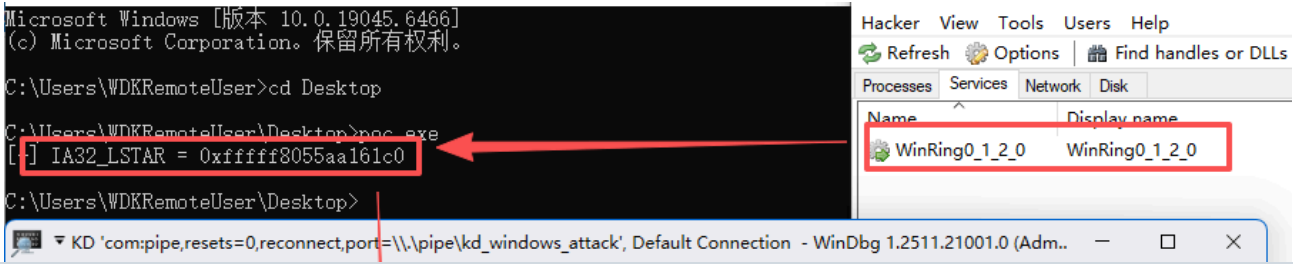 Microsoft Windows [版本 10.0.19045.6466]
(c) Microsoft Corporation。保留所有权利。
C:\Users\WDKRemoteUser>cd Desktop
C:\Users\WDKRemoteUser\Desktop>poc.exe
[+] IA32_LSTAR = 0xfffff8055aa161c0
C:\Users\WDKRemoteUser\Desktop>
Hacker View Tools Users Help
Refresh Options Find handles or DLLs
Processes Services Network Disk
Name Display name
WinRing0_1_2_0 WinRing0_1_2_0
KD 'com:pipe,resets=0,reconnect,port=\\.\pipe\kd_windows_attack', Default Connection - WinDbg 1.2511.21001.0 (Adm..